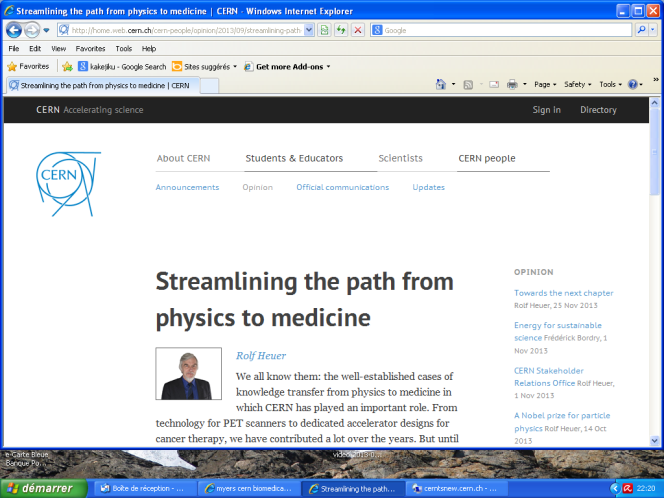 Streamlining the path from physics to medicine | CERN - Windows Internet Explorer
http://home.web.cern.ch/cern-people/opinion/2013/09/streamlining-path- Google
File Edit View Favorites Tools Help
Favorites kakejiku - Google Search Sites suggérés Get more Add-ons
Streamlining the path from physics to medicine | CERN Page Safety Tools
CERN Accelerating science Sign in Directory
CERN
About CERN Students & Educators Scientists CERN people
Announcements Opinion Official communications Updates
Streamlining the path from
physics to medicine
Rolf Heuer
We all know them: the well-established cases of
knowledge transfer from physics to medicine in
which CERN has played an important role. From
technology for PET scanners to dedicated accelerator designs for
cancer therapy, we have contributed a lot over the years. But until
OPINION
Towards the next chapter
Rolf Heuer, 25 Nov 2013
Energy for sustainable
science Frédérick Bordry, 1
Nov 2013
CERN Stakeholder
Relations Office Rolf Heuer,
1 Nov 2013
A Nobel prize for particle
physics Rolf Heuer, 14 Oct
2013
e-Carte Bleue
Banque Po...
démarrer Boîte de réception - ... myers cern biomedica... Streamlining the path... cerntsnew.cern.ch - ... 22:20